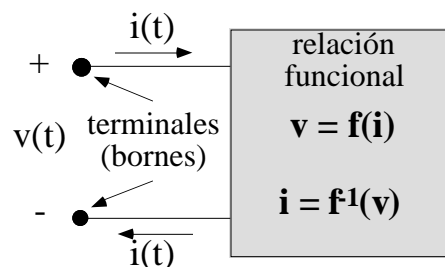 i(t)
+
v(t)
-
terminales
(bornes)
i(t)
relación
funcional
v = f(i)
i = f-1(v)